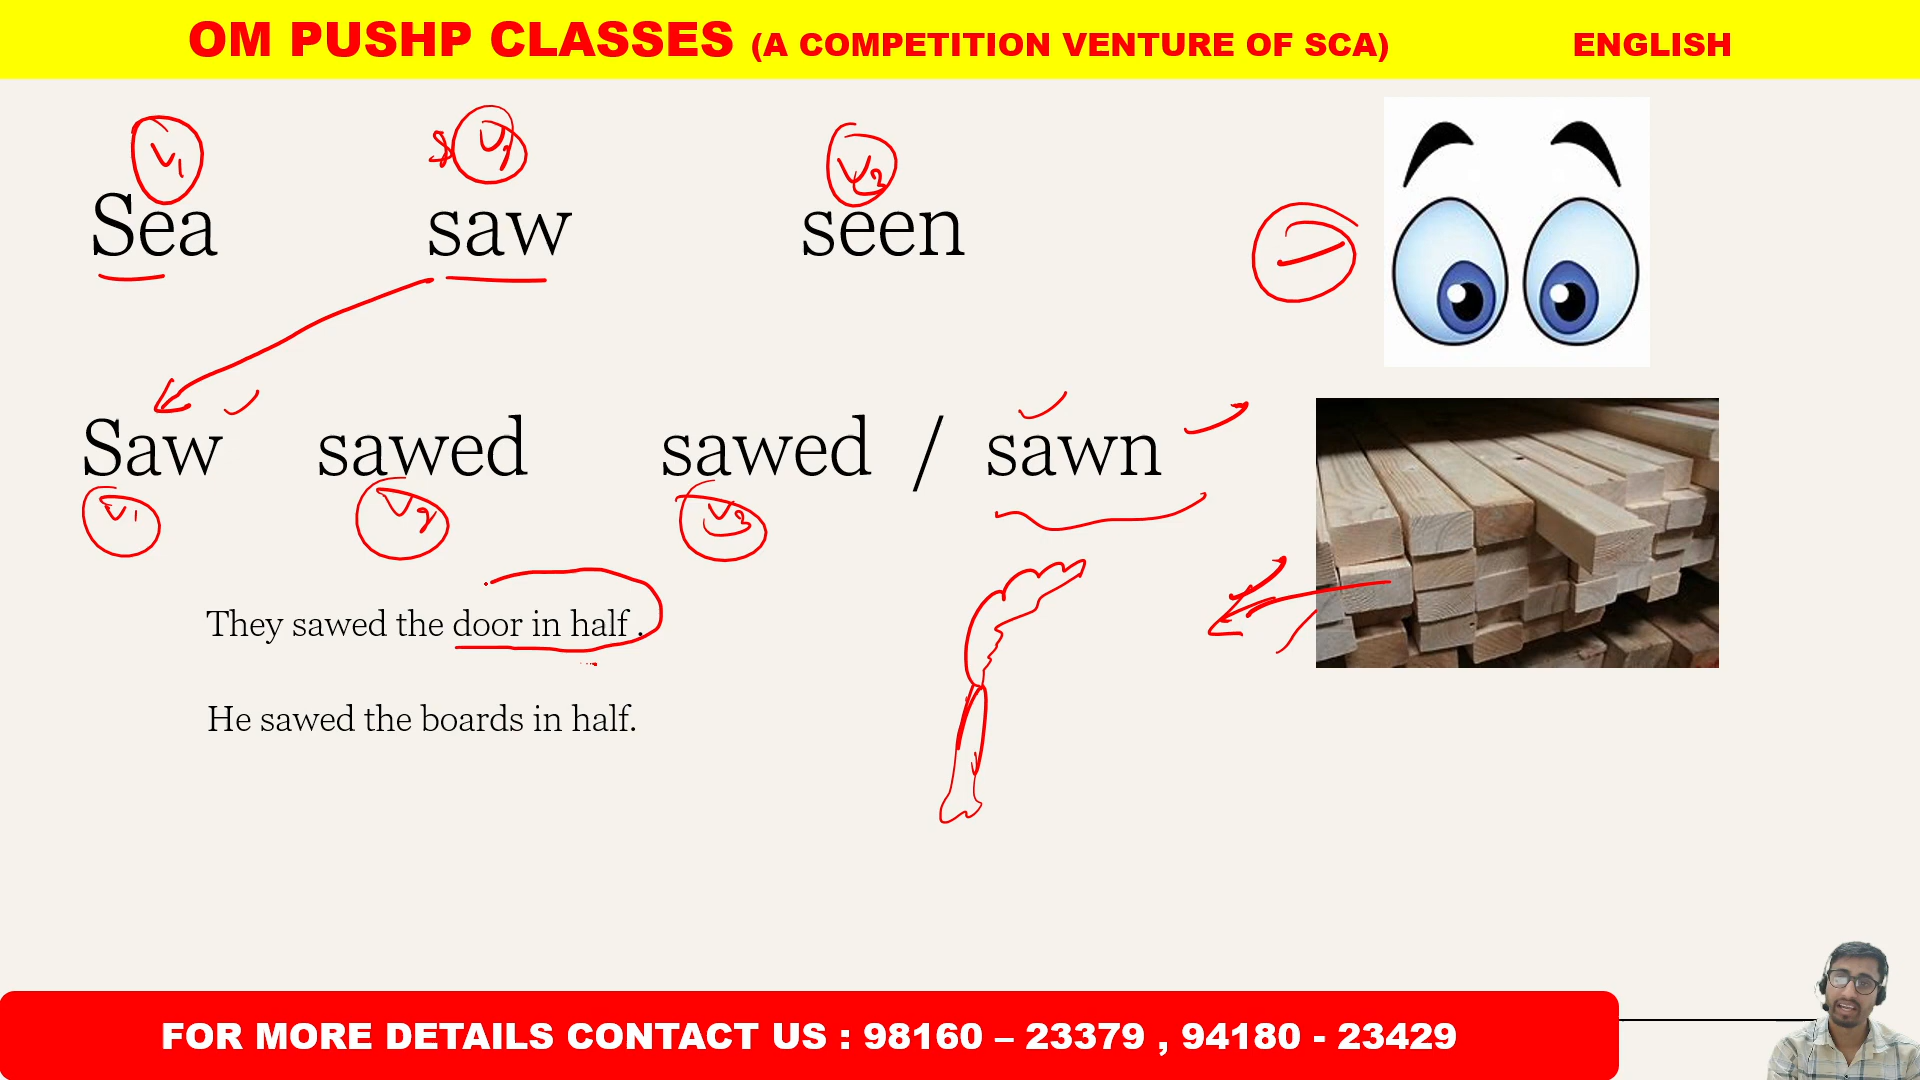 OM PUSHP CLASSES (A COMPETITION VENTURE OF SCA) ENGLISH
V1 V2 V3
Sea saw seen
Saw sawed sawed / sawn
V1 V2 V3
They sawed the door in half .
He sawed the boards in half.
FOR MORE DETAILS CONTACT US : 98160 – 23379 , 94180 - 23429